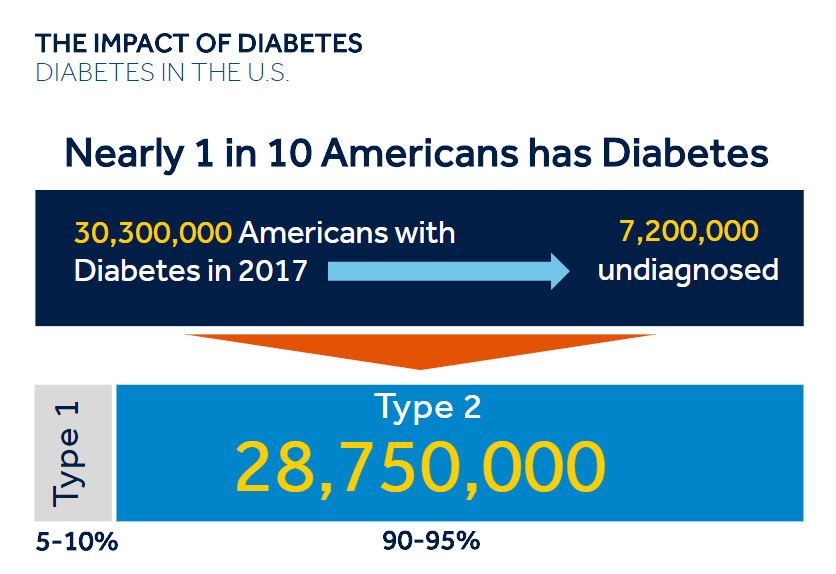 THE IMPACT OF DIABETES
DIABETES IN THE U.S.
Nearly 1 in 10 Americans has Diabetes
30,300,000 Americans with
Diabetes in 2017
7,200,000
undiagnosed
Type 1
Type 2
28,750,000
5-10%
90-95%